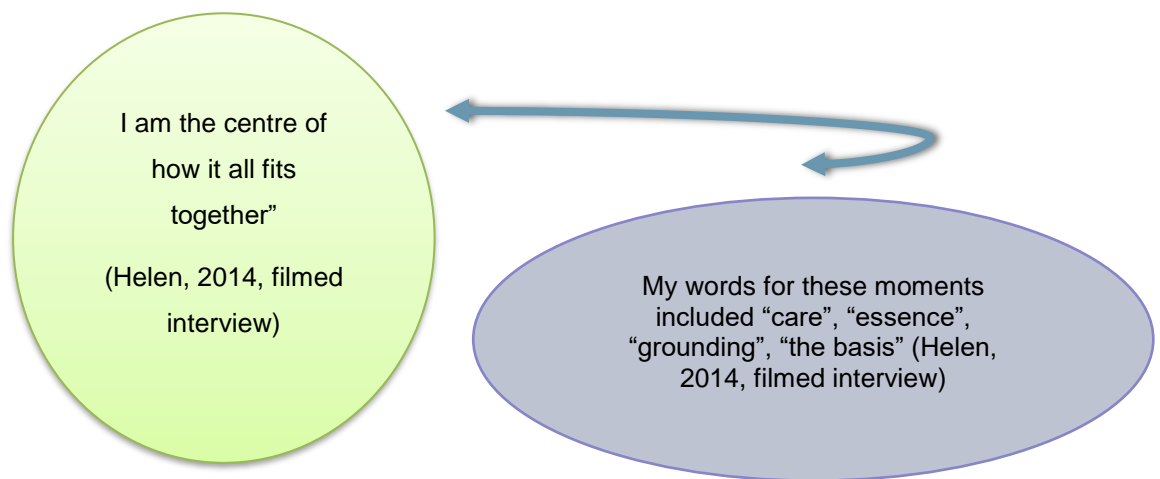 I am the centre of
how it all fits
together”
(Helen, 2014, filmed
interview)
My words for these moments
included “care”, “essence”,
“grounding”, “the basis” (Helen,
2014, filmed interview)